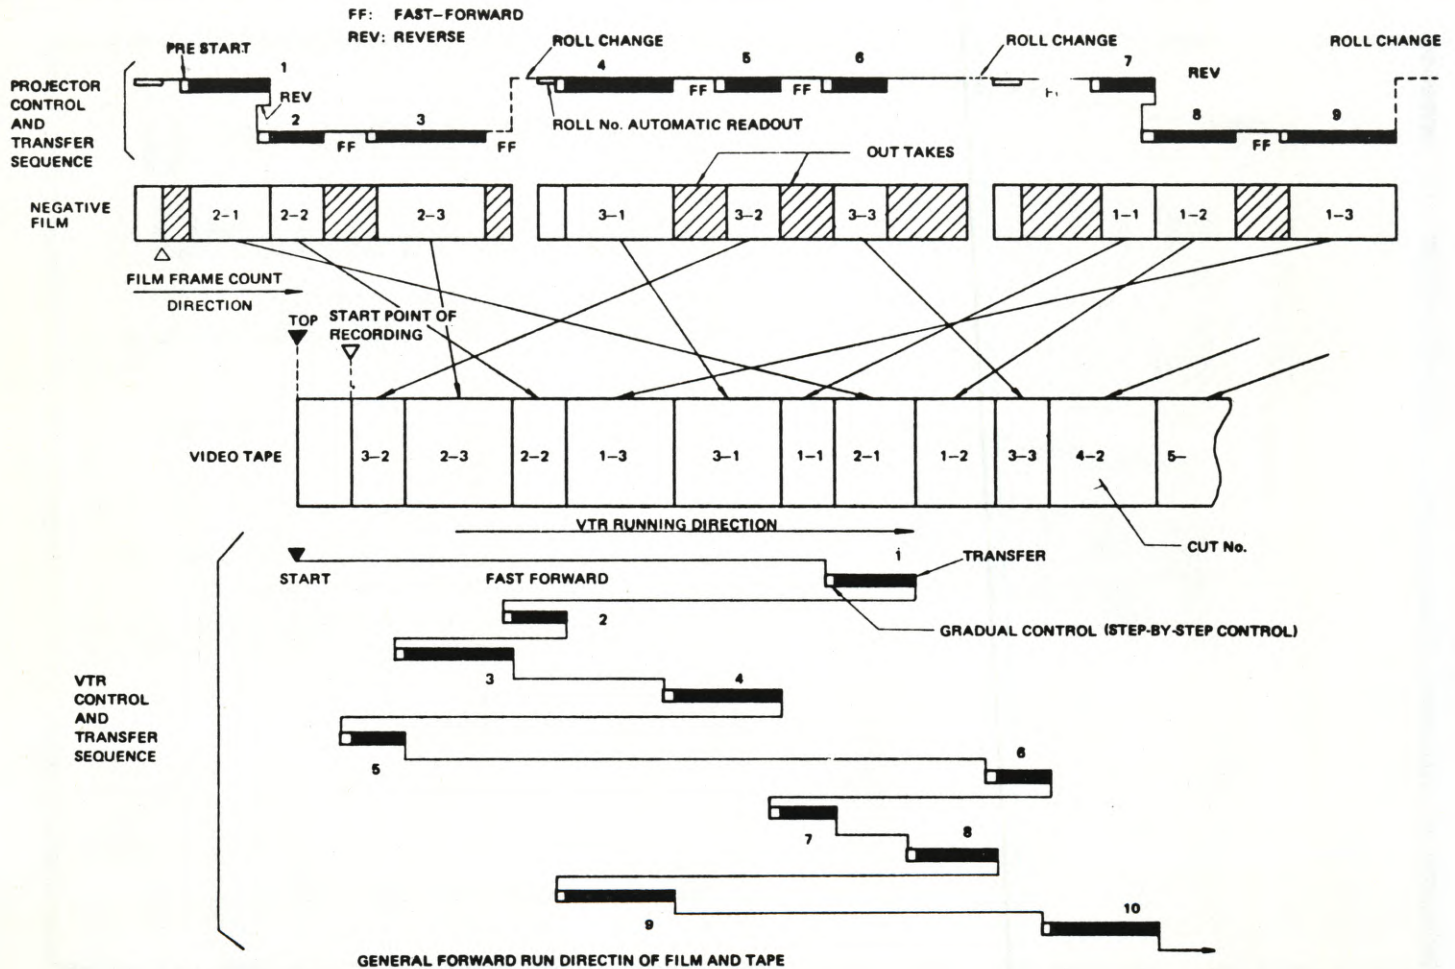 FF: FAST-FORWARD
REV: REVERSE
PRE START
ROLL CHANGE
ROLL CHANGE
ROLL CHANGE
1
4
5
6
7
REV
PROJECTOR
CONTROL
AND
TRANSFER
SEQUENCE
REV
FF
FF
2
3
ROLL No. AUTOMATIC READOUT
8
9
FF
FF
FF
OUT TAKES
NEGATIVE
FILM
2-1
2-2
2-3
3-1
3-2
3-3
1-1
1-2
1-3
FILM FRAME COUNT
DIRECTION
TOP
START POINT OF
RECORDING
VIDEO TAPE
3-2
2-3
2-2
1-3
3-1
1-1
2-1
1-2
3-3
4-2
5-
VTR RUNNING DIRECTION
CUT No.
START
FAST FORWARD
1
TRANSFER
2
GRADUAL CONTROL (STEP-BY-STEP CONTROL)
VTR
CONTROL
AND
TRANSFER
SEQUENCE
3
4
5
6
7
8
9
10
GENERAL FORWARD RUN DIRECTIN OF FILM AND TAPE